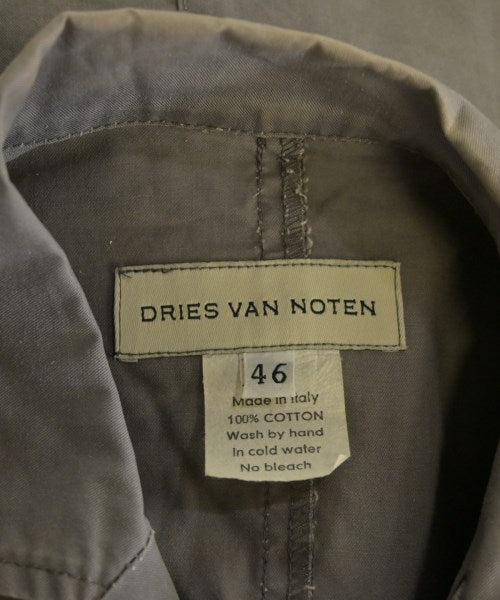 DRIES VAN NOTEN
46
Made in Italy
100% COTTON
Wash by hand
In cold water
No bleach